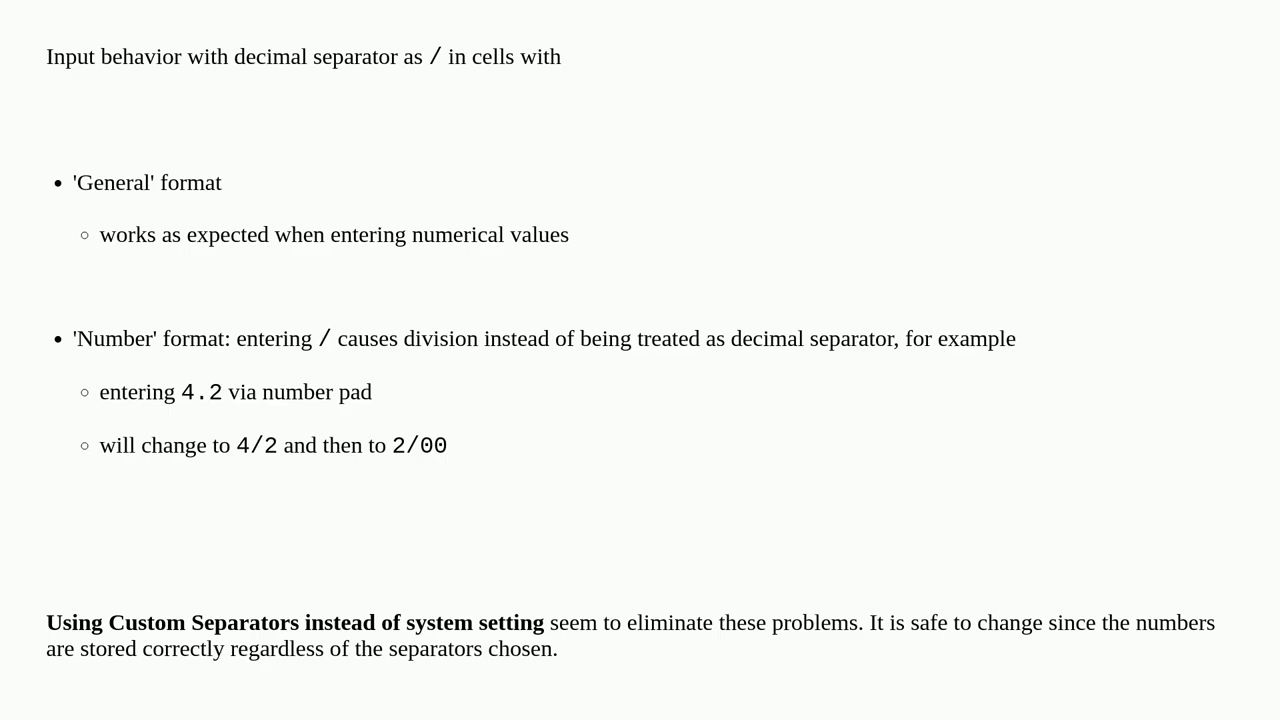 Input behavior with decimal separator as / in cells with
• 'General' format
◦ works as expected when entering numerical values
• 'Number' format: entering / causes division instead of being treated as decimal separator, for example
◦ entering 4.2 via number pad
◦ will change to 4/2 and then to 2/00
Using Custom Separators instead of system setting seem to eliminate these problems. It is safe to change since the numbers
are stored correctly regardless of the separators chosen.